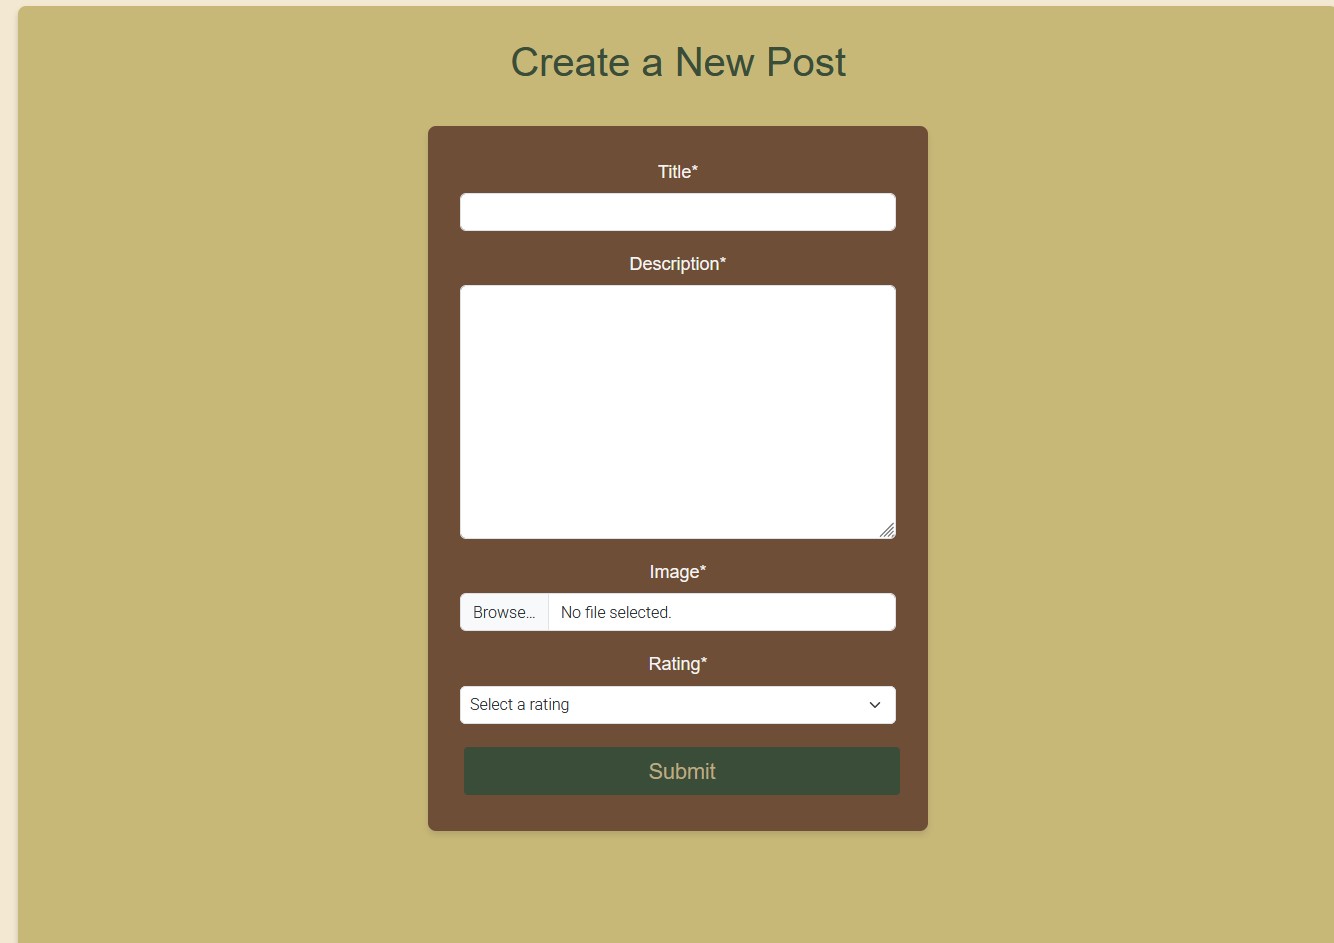 Create a New Post
Title*
Description*
Image*
Browse... No file selected.
Rating*
Select a rating
Submit